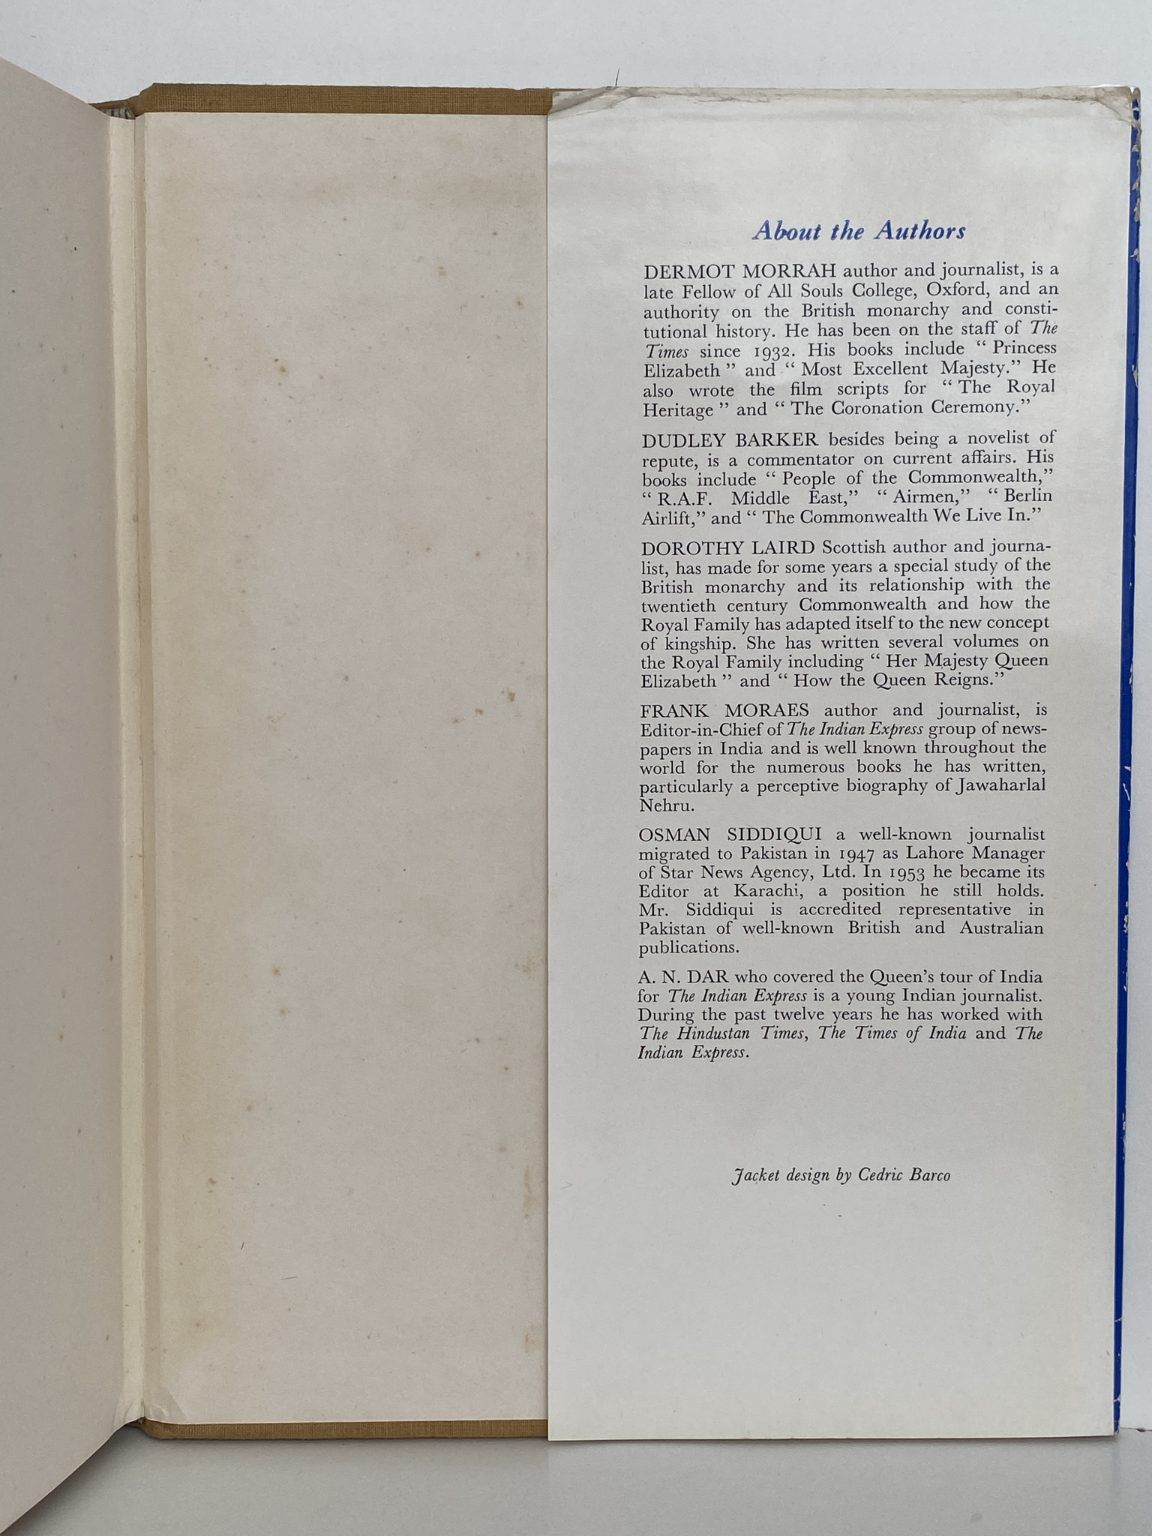 About the Authors
DERMOT MORRAH author and journalist, is a
late Fellow of All Souls College, Oxford, and an
authority on the British monarchy and consti-
tutional history. He has been on the staff of The
Times since 1932. His books include “ Princess
Elizabeth ” and “ Most Excellent Majesty.” He
also wrote the film scripts for “ The Royal
Heritage ” and “ The Coronation Ceremony.”
DUDLEY BARKER besides being a novelist of
repute, is a commentator on current affairs. His
books include “ People of the Commonwealth,”
“ R.A.F. Middle East,” “ Airmen,” “ Berlin
Airlift,” and “ The Commonwealth We Live In.”
DOROTHY LAIRD Scottish author and journa-
list, has made for some years a special study of the
British monarchy and its relationship with the
twentieth century Commonwealth and how the
Royal Family has adapted itself to the new concept
of kingship. She has written several volumes on
the Royal Family including “ Her Majesty Queen
Elizabeth ” and “ How the Queen Reigns.”
FRANK MORAES author and journalist, is
Editor-in-Chief of The Indian Express group of news-
papers in India and is well known throughout the
world for the numerous books he has written,
particularly a perceptive biography of Jawaharlal
Nehru.
OSMAN SIDDIQUI a well-known journalist
migrated to Pakistan in 1947 as Lahore Manager
of Star News Agency, Ltd. In 1953 he became its
Editor at Karachi, a position he still holds.
Mr. Siddiqui is accredited representative in
Pakistan of well-known British and Australian
publications.
A. N. DAR who covered the Queen’s tour of India
for The Indian Express is a young Indian journalist.
During the past twelve years he has worked with
The Hindustan Times, The Times of India and The
Indian Express.
Jacket design by Cedric Barco